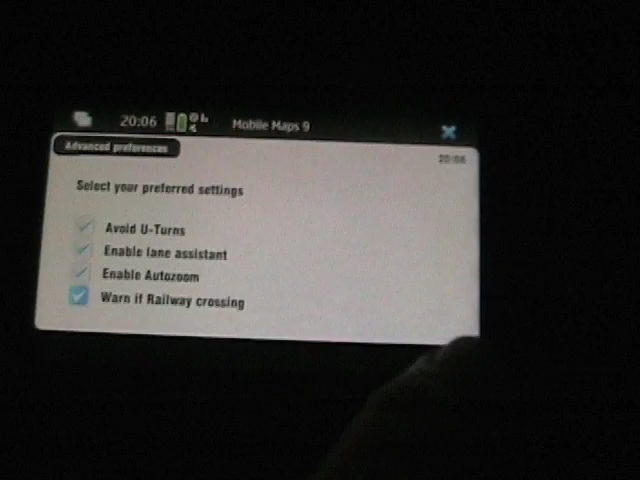 20:06 Mobile Maps 9
Advanced preferences
20:06
Select your preferred settings
Avoid U-Turns
Enable lane assistant
Enable Autozoom
Warn if Railway crossing